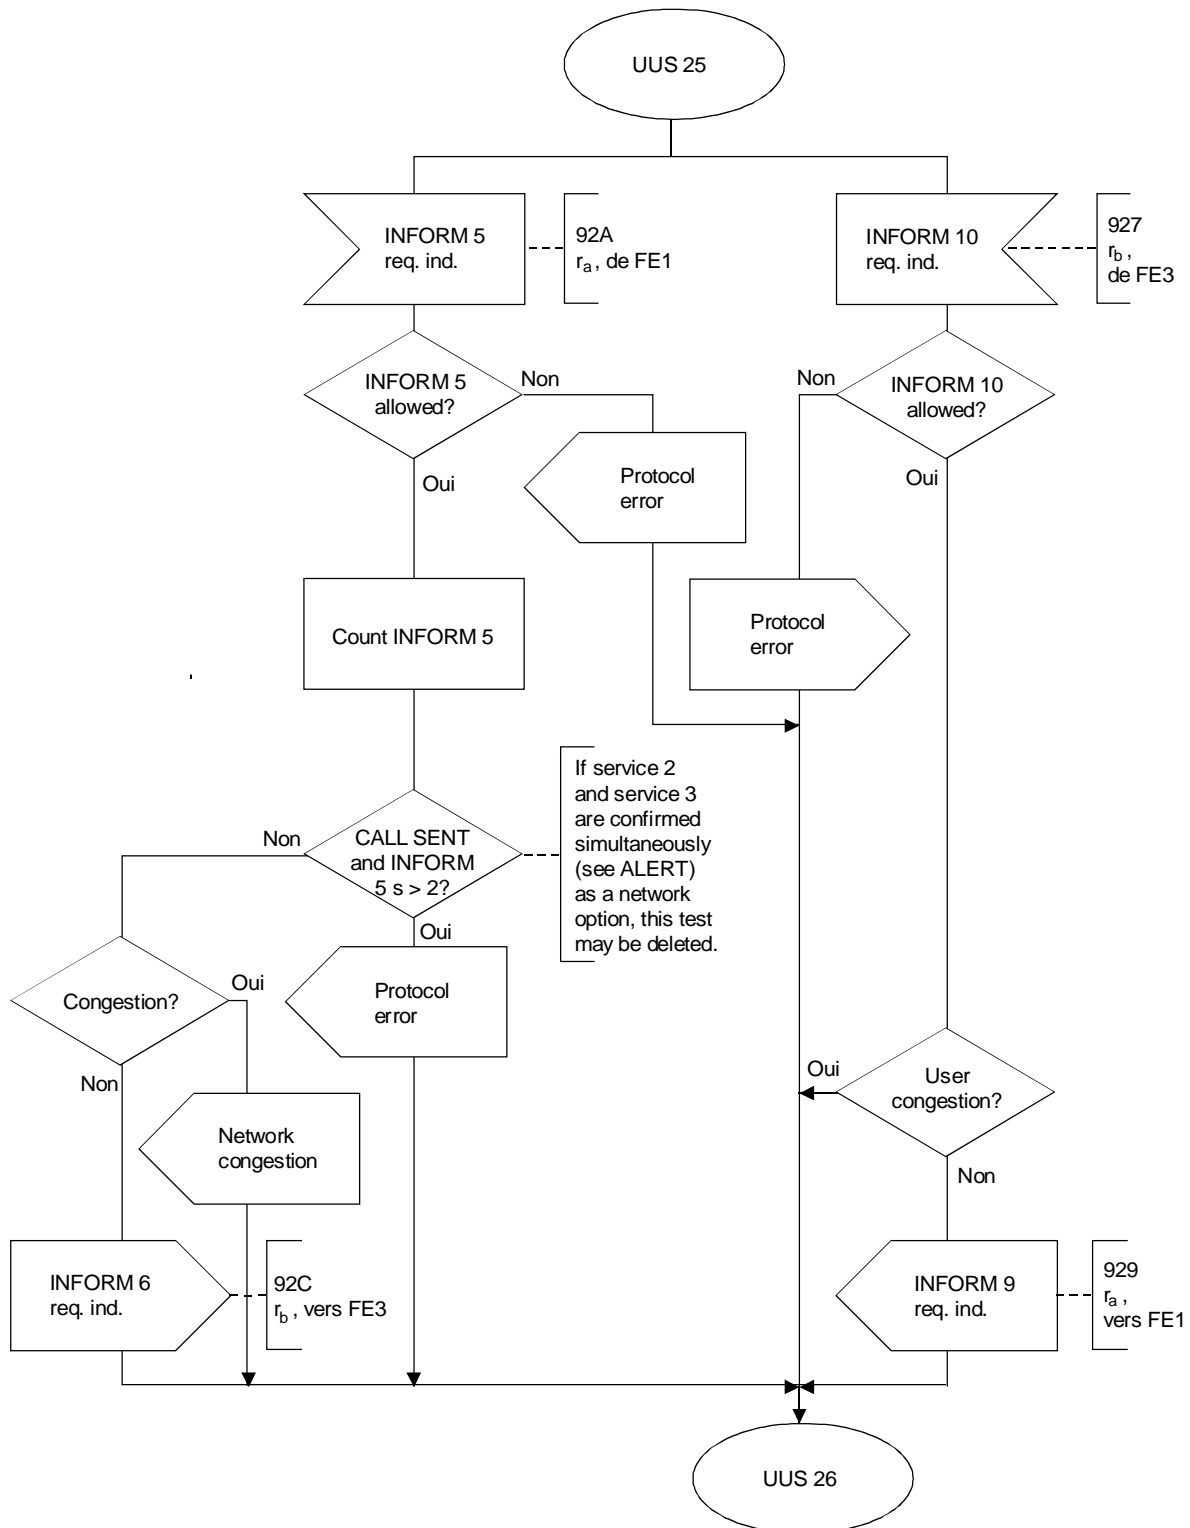 UUS 25
INFORM 5
req. ind.
92A
ra , de FE1
INFORM 10
req. ind.
927
rb ,
de FE3
INFORM 5
allowed?
Non
Oui
Non
INFORM 10
allowed?
Oui
Protocol
error
Count INFORM 5
Protocol
error
If service 2
and service 3
are confirmed
simultaneously
(see ALERT)
as a network
option, this test
may be deleted.
Non
CALL SENT
and INFORM
5 s > 2?
Oui
Congestion?
Oui
Non
Protocol
error
Oui
User
congestion?
Non
Network
congestion
INFORM 6
req. ind.
92C
rb , vers FE3
INFORM 9
req. ind.
929
ra ,
vers FE1
UUS 26